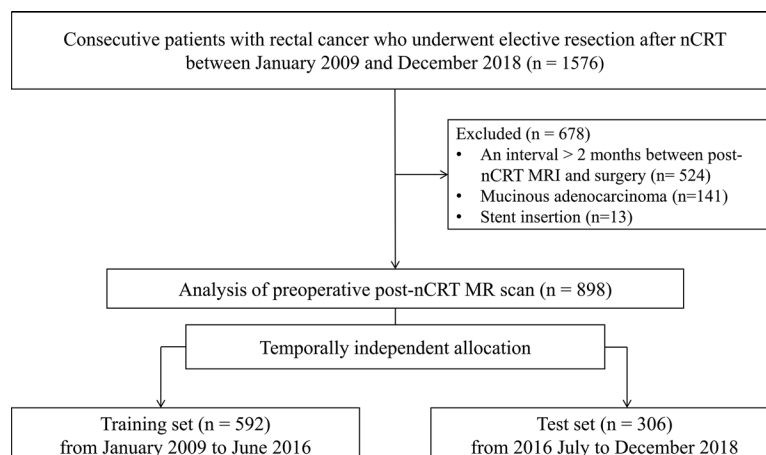 Consecutive patients with rectal cancer who underwent elective resection after nCRT
between January 2009 and December 2018 (n = 1576)
Excluded (n = 678)
• An interval > 2 months between post-
nCRT MRI and surgery (n= 524)
• Mucinous adenocarcinoma (n=141)
• Stent insertion (n=13)
Analysis of preoperative post-nCRT MR scan (n = 898)
Temporally independent allocation
Training set (n = 592)
from January 2009 to June 2016
Test set (n = 306)
from 2016 July to December 2018